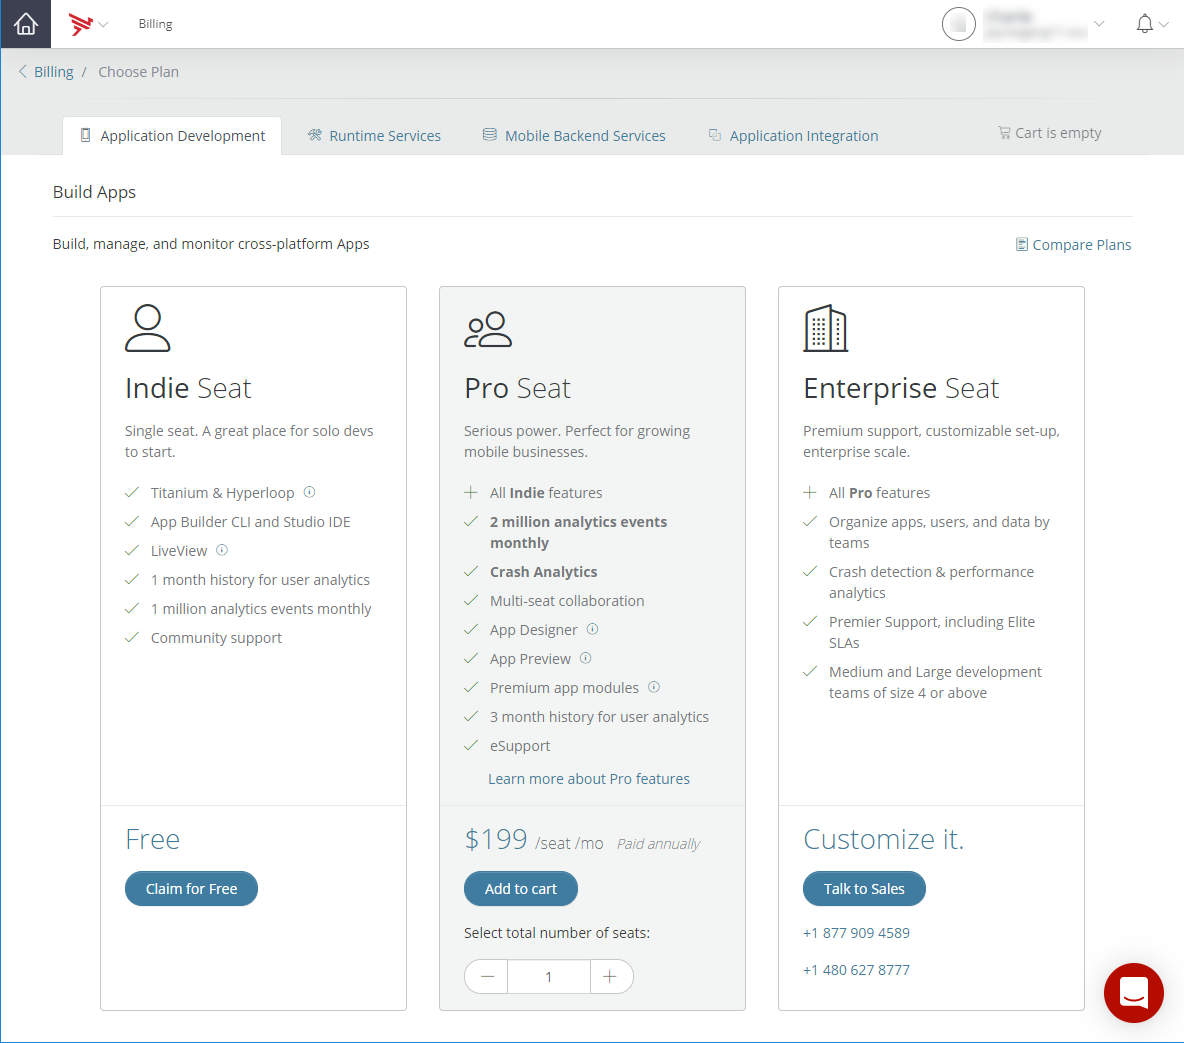 Billing
Billing / Choose Plan
Application Development
Runtime Services
Mobile Backend Services
Application Integration
Cart is empty
Build Apps
Build, manage, and monitor cross-platform Apps
Compare Plans
Indie Seat
Single seat. A great place for solo devs
to start.
Titanium & Hyperloop
App Builder CLI and Studio IDE
LiveView
1 month history for user analytics
1 million analytics events monthly
Community support
Free
Claim for Free
Pro Seat
Serious power. Perfect for growing
mobile businesses.
All Indie features
2 million analytics events
monthly
Crash Analytics
Multi-seat collaboration
App Designer
App Preview
Premium app modules
3 month history for user analytics
eSupport
Learn more about Pro features
$199 /seat /mo Paid annually
Add to cart
Select total number of seats:
1
Enterprise Seat
Premium support, customizable set-up,
enterprise scale.
All Pro features
Organize apps, users, and data by
teams
Crash detection & performance
analytics
Premier Support, including Elite
SLAs
Medium and Large development
teams of size 4 or above
Customize it.
Talk to Sales
+1 877 909 4589
+1 480 627 8777